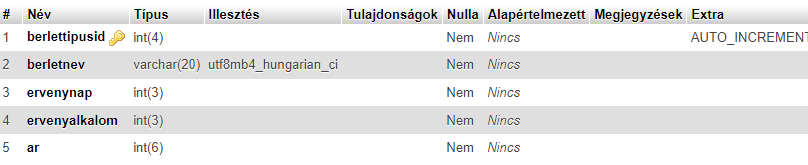 # Név Típus Illesztés Tulajdonságok Nulla Alapértelmezett Megjegyzések Extra
1 berlettipusid int(4) Nem Nincs AUTO_INCREMENT
2 berletnev varchar(20) utf8mb4_hungarian_ci Nem Nincs
3 ervenynap int(3) Nem Nincs
4 ervenyalkalom int(3) Nem Nincs
5 ar int(6) Nem Nincs